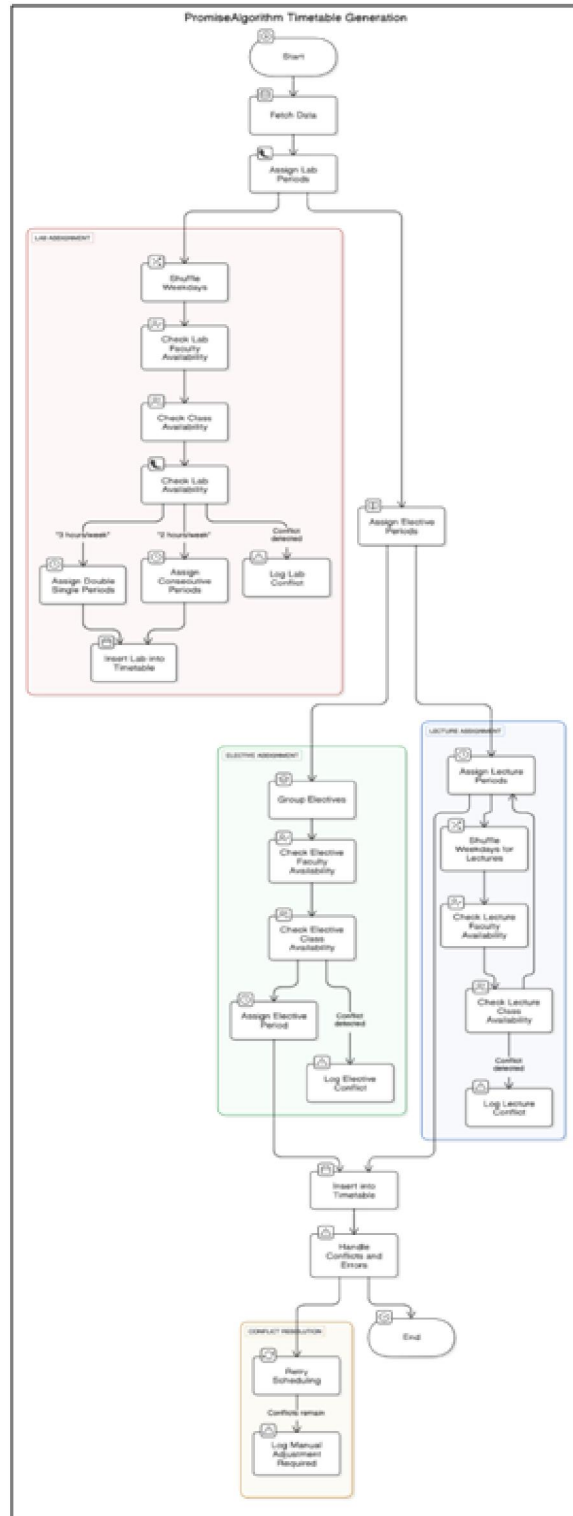 PromiseAlgorithm Timetable Generation
Start
Fetch Data
Assign Lab
Periods
LAB ASSIGNMENT
Shuffle
Weekdays
Check Lab
Faculty
Availability
Check Class
Availability
Check Lab
Availability
"3 hours/week"
"2 hours/week"
Conflict
detected
Assign Double
Single Periods
Assign
Consecutive
Periods
Log Lab
Conflict
Insert Lab into
Timetable
Assign Elective
Periods
ELECTIVE ASSIGNMENT
Group Electives
Check Elective
Faculty
Availability
Check Elective
Class
Availability
Assign Elective
Period
Conflict
detected
Log Elective
Conflict
LECTURE ASSIGNMENT
Assign Lecture
Periods
Shuffle
Weekdays for
Lectures
Check Lecture
Faculty
Availability
Check Lecture
Class
Availability
Conflict
detected
Log Lecture
Conflict
Insert into
Timetable
Handle
Conflicts and
Errors
End
CONFLICT RESOLUTION
Retry
Scheduling
Conflicts remain
Log Manual
Adjustment
Required